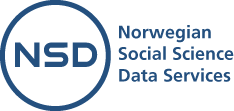 NSD
Norwegian
Social Science
Data Services